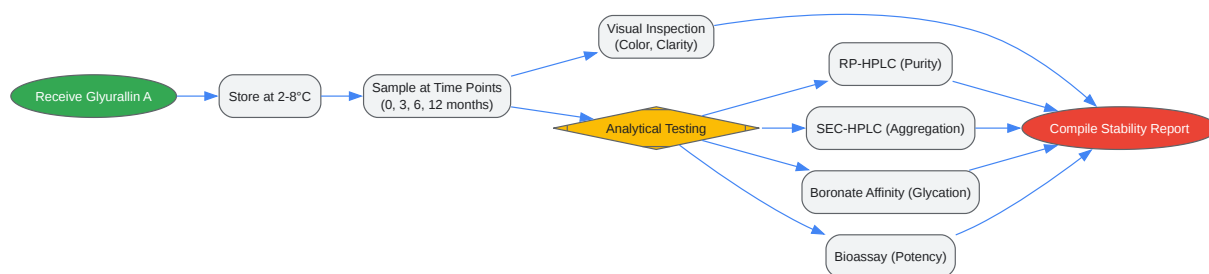 Receive Glyurallin A
Store at 2-8°C
Sample at Time Points
(0, 3, 6, 12 months)
Visual Inspection
(Color, Clarity)
Analytical Testing
RP-HPLC (Purity)
SEC-HPLC (Aggregation)
Boronate Affinity (Glycation)
Bioassay (Potency)
Compile Stability Report